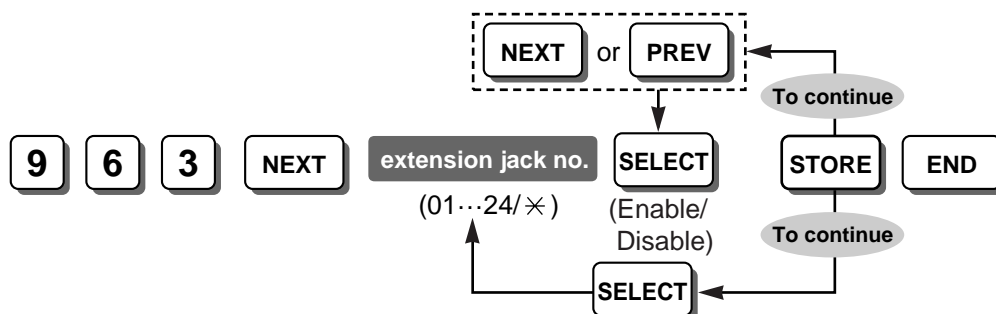 NEXT or PREV
To continue
9 6 3 NEXT extension jack no. SELECT STORE END
(01···24/✳)
(Enable/
Disable)
To continue
SELECT